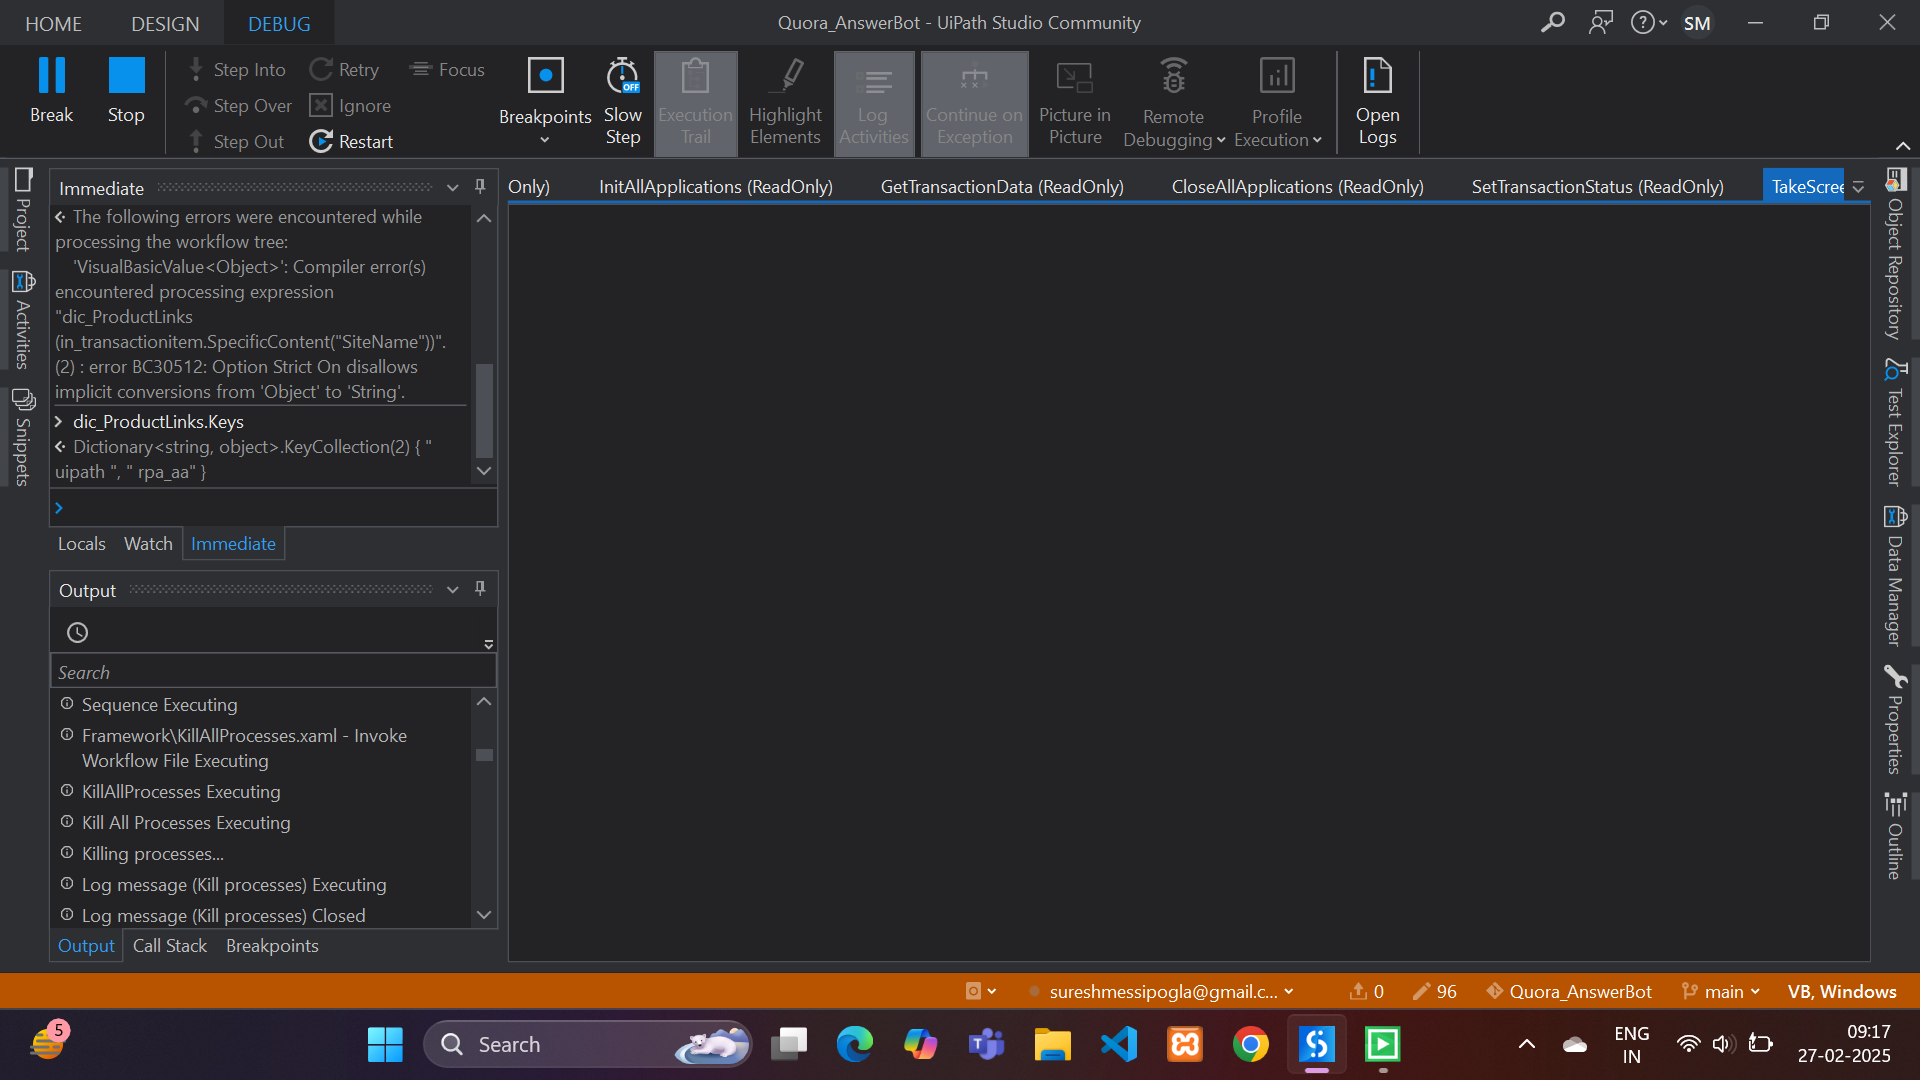 HOME DESIGN DEBUG
Quora_AnswerBot - UiPath Studio Community
SM
Break
Stop
Step Into
Step Over
Step Out
Retry
Ignore
Restart
Focus
Breakpoints
Slow
Step
OFF
Execution
Trail
Highlight
Elements
Log
Activities
Continue on
Exception
Picture in
Picture
Remote
Debugging
Profile
Execution
Open
Logs
Project
Activities
Snippets
Immediate
The following errors were encountered while
processing the workflow tree:
'VisualBasicValue<Object>': Compiler error(s)
encountered processing expression
"dic_ProductLinks
(in_transactionitem.SpecificContent("SiteName"))".
(2) : error BC30512: Option Strict On disallows
implicit conversions from 'Object' to 'String'.
dic_ProductLinks.Keys
Dictionary<string, object>.KeyCollection(2) { "
uipath ", " rpa_aa" }
Locals Watch Immediate
Output
Search
Sequence Executing
Framework\KillAllProcesses.xaml - Invoke
Workflow File Executing
KillAllProcesses Executing
Kill All Processes Executing
Killing processes...
Log message (Kill processes) Executing
Log message (Kill processes) Closed
Output Call Stack Breakpoints
Only) InitAllApplications (ReadOnly) GetTransactionData (ReadOnly) CloseAllApplications (ReadOnly) SetTransactionStatus (ReadOnly) TakeScree
Object Repository
Test Explorer
Data Manager
Properties
Outline
sureshmessipogla@gmail.c... 0 96 Quora_AnswerBot main VB, Windows
5
Search
ENG
IN
09:17
27-02-2025